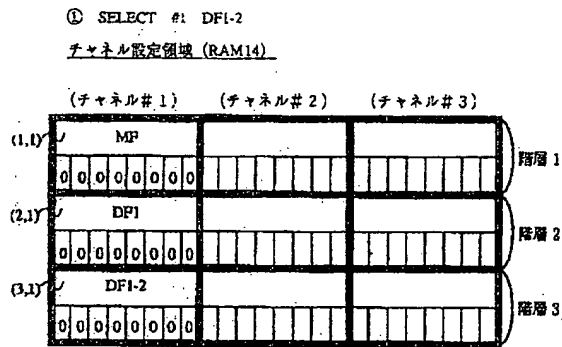 ① SELECT #1 DF1-2
チャネル設定領域 (RAM14)
(チャネル#1) (チャネル#2) (チャネル#3)
(1,1) MF 階層1
0 0 0 0 0 0 0 0
(2,1) DF1 階層2
0 0 0 0 0 0 0 0
(3,1) DF1-2 階層3
0 0 0 0 0 0 0 0